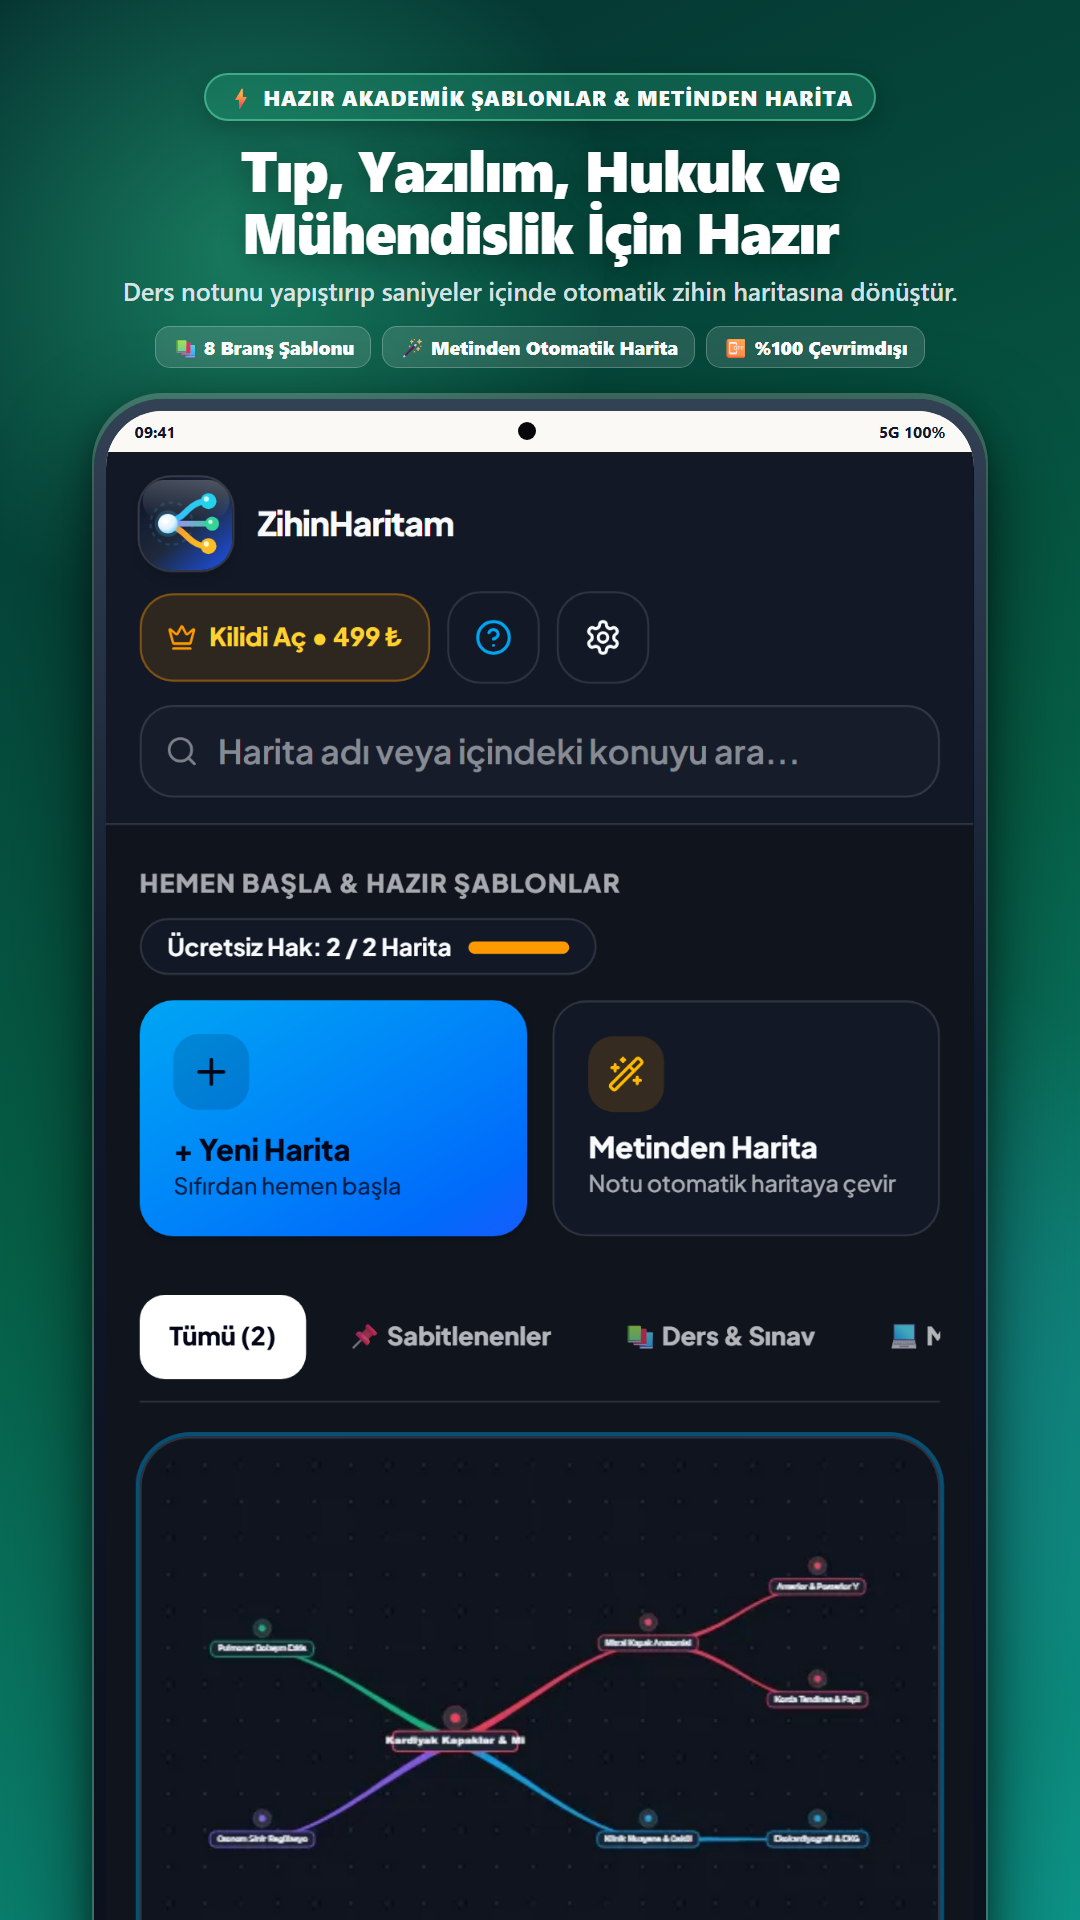 HAZIR AKADEMİK ŞABLONLAR & METİNDEN HARİTA
Tıp, Yazılım, Hukuk ve
Mühendislik İçin Hazır
Ders notunu yapıştırıp saniyeler içinde otomatik zihin haritasına dönüştür.
8 Branş Şablonu
Metinden Otomatik Harita
%100 Çevrimdışı
09:41
5G 100%
ZihinHaritam
Kilidi Aç • 499 ₺
Harita adı veya içindeki konuyu ara...
HEMEN BAŞLA & HAZIR ŞABLONLAR
Ücretsiz Hak: 2 / 2 Harita
+ Yeni Harita
Sıfırdan hemen başla
Metinden Harita
Notu otomatik haritaya çevir
Tümü (2)
Sabitlenenler
Ders & Sınav
Kardiyak Kapaklar & Mi